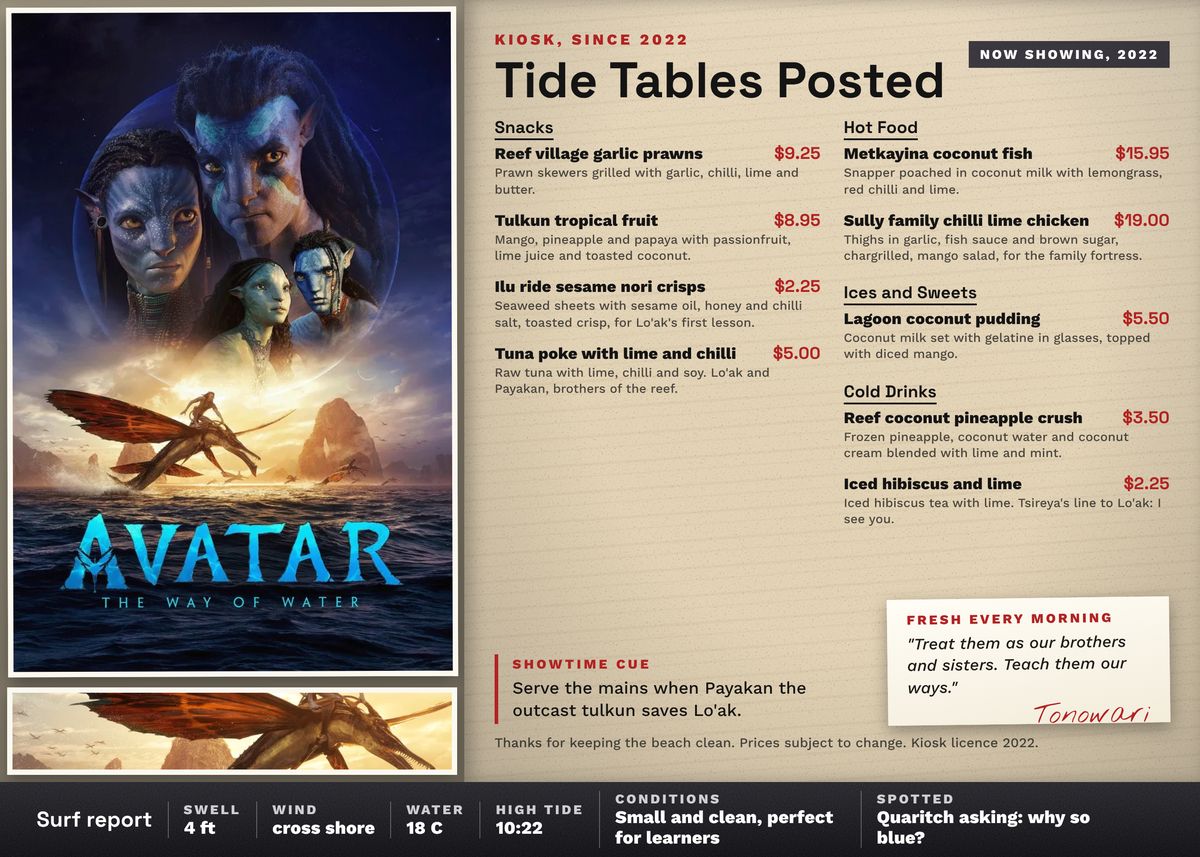 AVATAR
THE WAY OF WATER
KIOSK, SINCE 2022
Tide Tables Posted
NOW SHOWING, 2022
Snacks
Reef village garlic prawns $9.25
Prawn skewers grilled with garlic, chilli, lime and
butter.
Tulkun tropical fruit $8.95
Mango, pineapple and papaya with passionfruit,
lime juice and toasted coconut.
Ilu ride sesame nori crisps $2.25
Seaweed sheets with sesame oil, honey and chilli
salt, toasted crisp, for Lo'ak's first lesson.
Tuna poke with lime and chilli $5.00
Raw tuna with lime, chilli and soy. Lo'ak and
Payakan, brothers of the reef.
Hot Food
Metkayina coconut fish $15.95
Snapper poached in coconut milk with lemongrass,
red chilli and lime.
Sully family chilli lime chicken $19.00
Thighs in garlic, fish sauce and brown sugar,
chargrilled, mango salad, for the family fortress.
Ices and Sweets
Lagoon coconut pudding $5.50
Coconut milk set with gelatine in glasses, topped
with diced mango.
Cold Drinks
Reef coconut pineapple crush $3.50
Frozen pineapple, coconut water and coconut
cream blended with lime and mint.
Iced hibiscus and lime $2.25
Iced hibiscus tea with lime. Tsireya's line to Lo'ak: I
see you.
SHOWTIME CUE
Serve the mains when Payakan the
outcast tulkun saves Lo'ak.
FRESH EVERY MORNING
"Treat them as our brothers
and sisters. Teach them our
ways."
Tonowari
Thanks for keeping the beach clean. Prices subject to change. Kiosk licence 2022.
Surf report
SWELL
4 ft
WIND
cross shore
WATER
18 C
HIGH TIDE
10:22
CONDITIONS
Small and clean, perfect
for learners
SPOTTED
Quaritch asking: why so
blue?